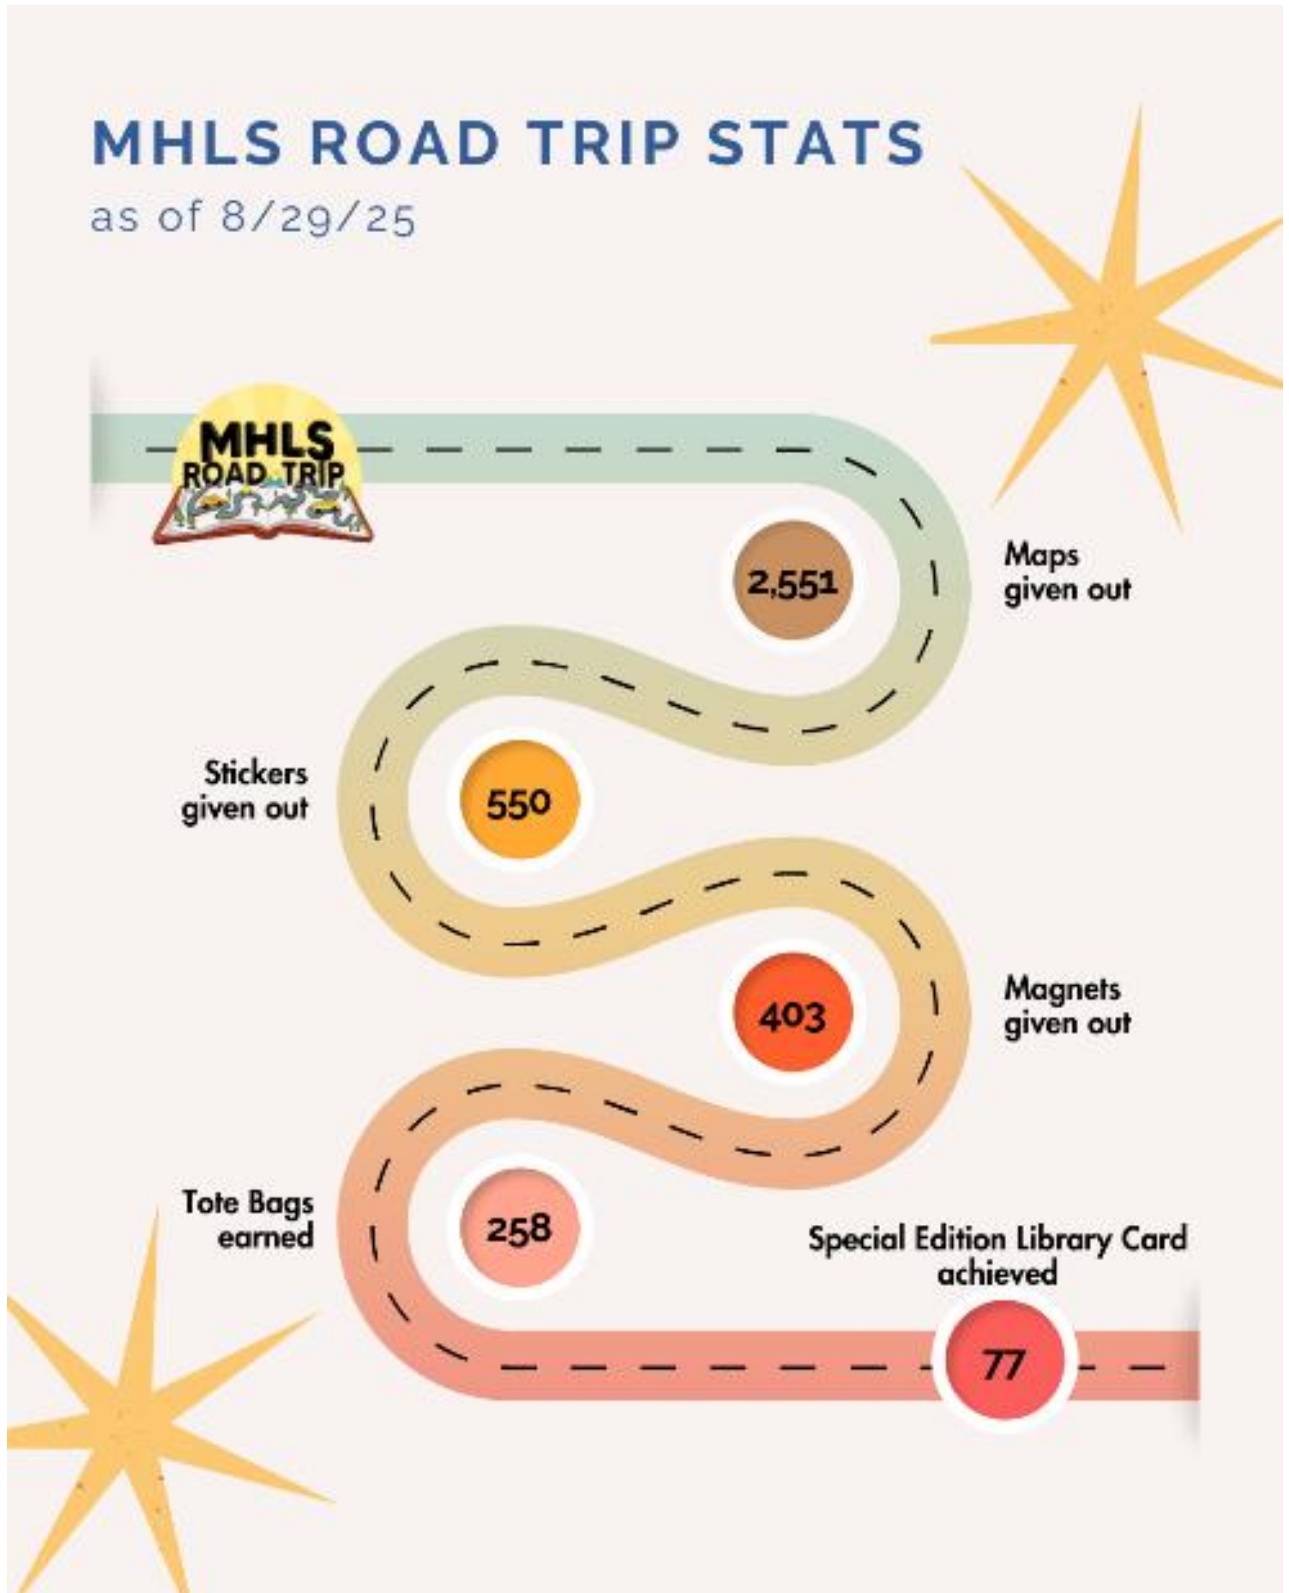 MHLS ROAD TRIP STATS
as of 8/29/25
MHLS
ROAD TRIP
2,551
Maps
given out
Stickers
given out
550
403
Magnets
given out
Tote Bags
earned
258
Special Edition Library Card
achieved
77